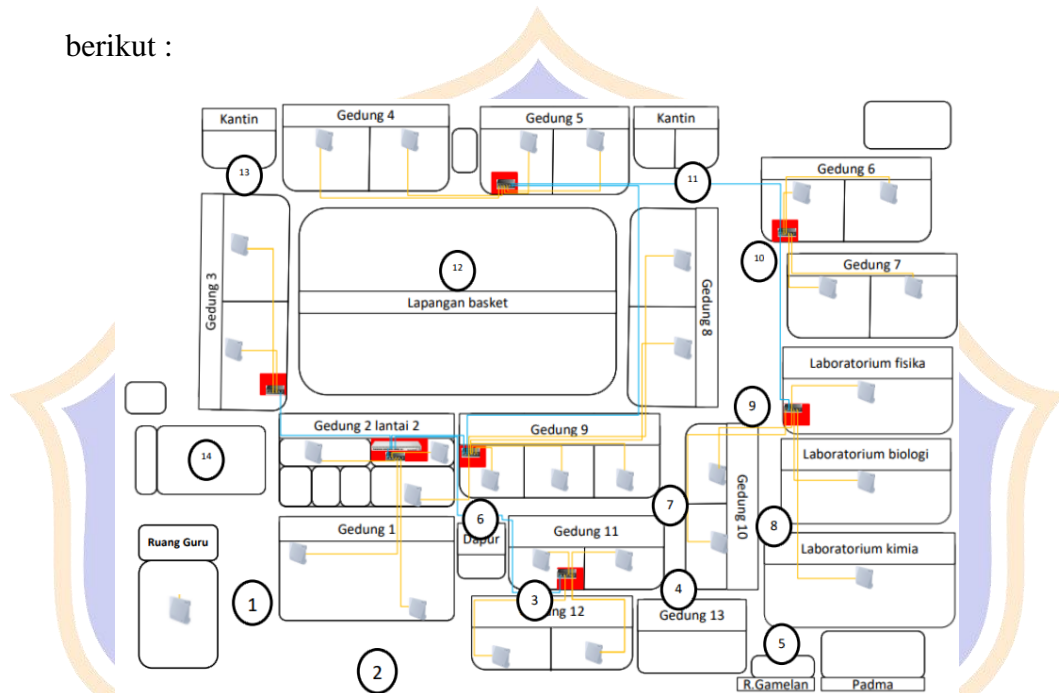 berikut :
Kantin
Gedung 4
Gedung 5
Kantin
13
11
Gedung 6
10
Gedung 7
Gedung 3
12
Lapangan basket
Gedung 8
Laboratorium fisika
9
Gedung 2 lantai 2
Gedung 9
14
Laboratorium biologi
Gedung 10
7
6
8
Gedung 1
Dapur
Gedung 11
Ruang Guru
Laboratorium kimia
1
3
4
ung 12
Gedung 13
5
2
R.Gamelan
Padma